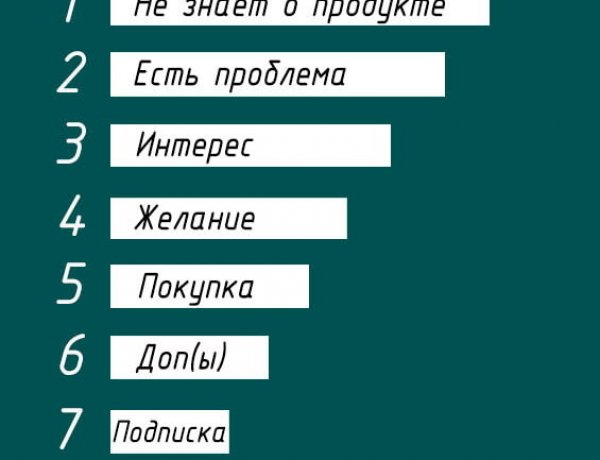 1 Не знает о продукте
2 Есть проблема
3 Интерес
4 Желание
5 Покупка
6 Доп(ы)
7 Подписка